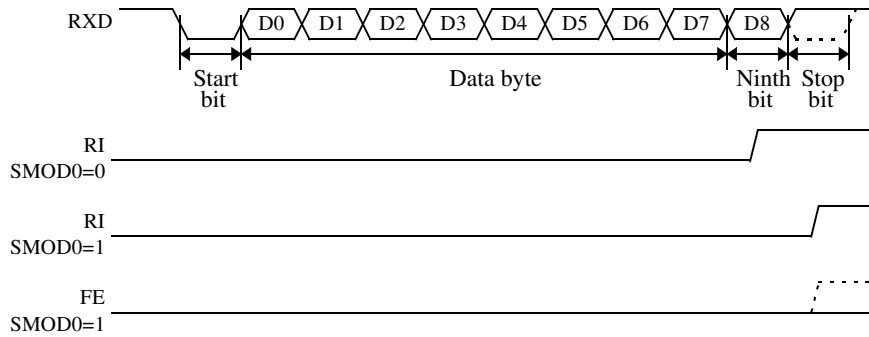 RXD D0 D1 D2 D3 D4 D5 D6 D7 D8
Start bit Data byte Ninth bit Stop bit
RI
SMOD0=0
RI
SMOD0=1
FE
SMOD0=1